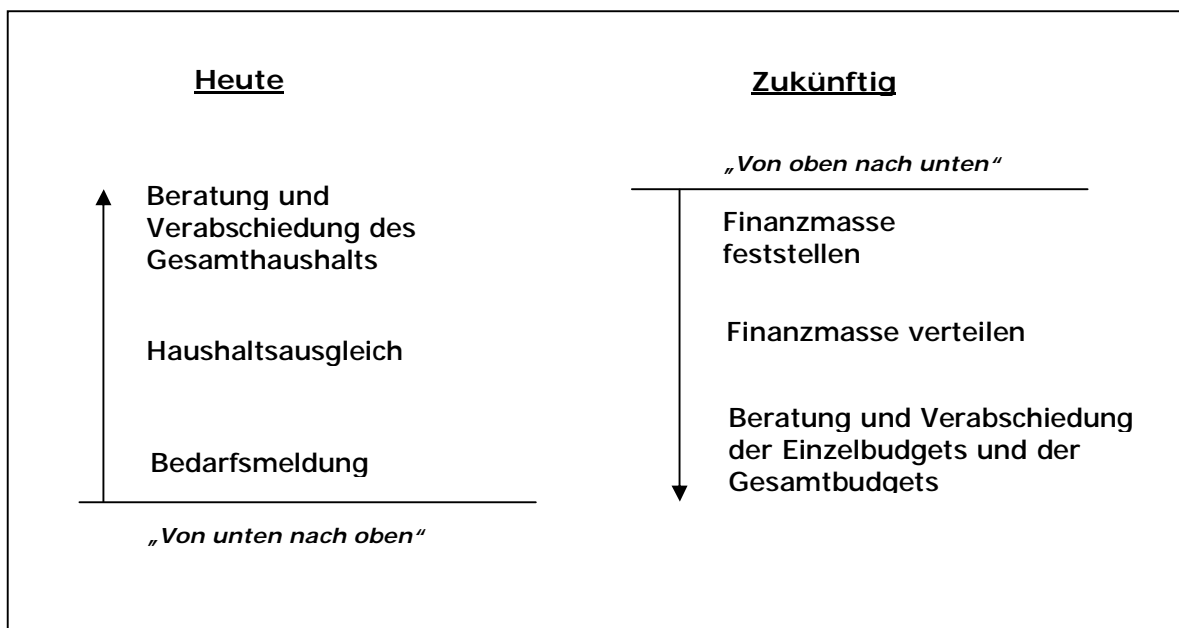 Heute
Beratung und
Verabschiedung des
Gesamthaushalts
Haushaltsausgleich
Bedarfsmeldung
„Von unten nach oben“
Zukünftig
„Von oben nach unten“
Finanzmasse
feststellen
Finanzmasse verteilen
Beratung und Verabschiedung
der Einzelbudgets und der
Gesamtbudgets